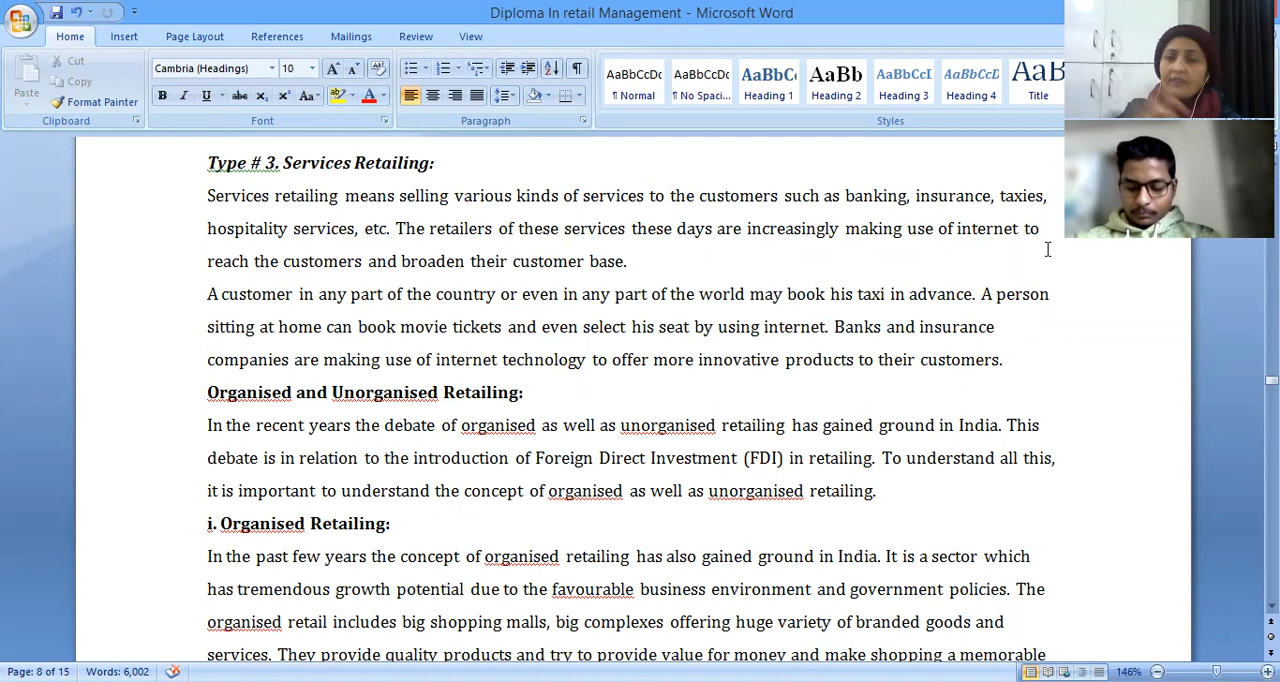 Diploma In retail Management - Microsoft Word
Home Insert Page Layout References Mailings Review View
Paste
Cut
Copy
Format Painter
Clipboard
Cambria (Headings) 10
Font
Paragraph
AaBbCcDc AaBbCcDc AaBbC AaBb AaBbCcI AaBbCcD AaB
¶ Normal ¶ No Spaci... Heading 1 Heading 2 Heading 3 Heading 4 Title
Styles
Type # 3. Services Retailing:
Services retailing means selling various kinds of services to the customers such as banking, insurance, taxies,
hospitality services, etc. The retailers of these services these days are increasingly making use of internet to
reach the customers and broaden their customer base.
A customer in any part of the country or even in any part of the world may book his taxi in advance. A person
sitting at home can book movie tickets and even select his seat by using internet. Banks and insurance
companies are making use of internet technology to offer more innovative products to their customers.
Organised and Unorganised Retailing:
In the recent years the debate of organised as well as unorganised retailing has gained ground in India. This
debate is in relation to the introduction of Foreign Direct Investment (FDI) in retailing. To understand all this,
it is important to understand the concept of organised as well as unorganised retailing.
i. Organised Retailing:
In the past few years the concept of organised retailing has also gained ground in India. It is a sector which
has tremendous growth potential due to the favourable business environment and government policies. The
organised retail includes big shopping malls, big complexes offering huge variety of branded goods and
services. They provide quality products and try to provide value for money and make shopping a memorable
Page: 8 of 15 Words: 6,002 146%